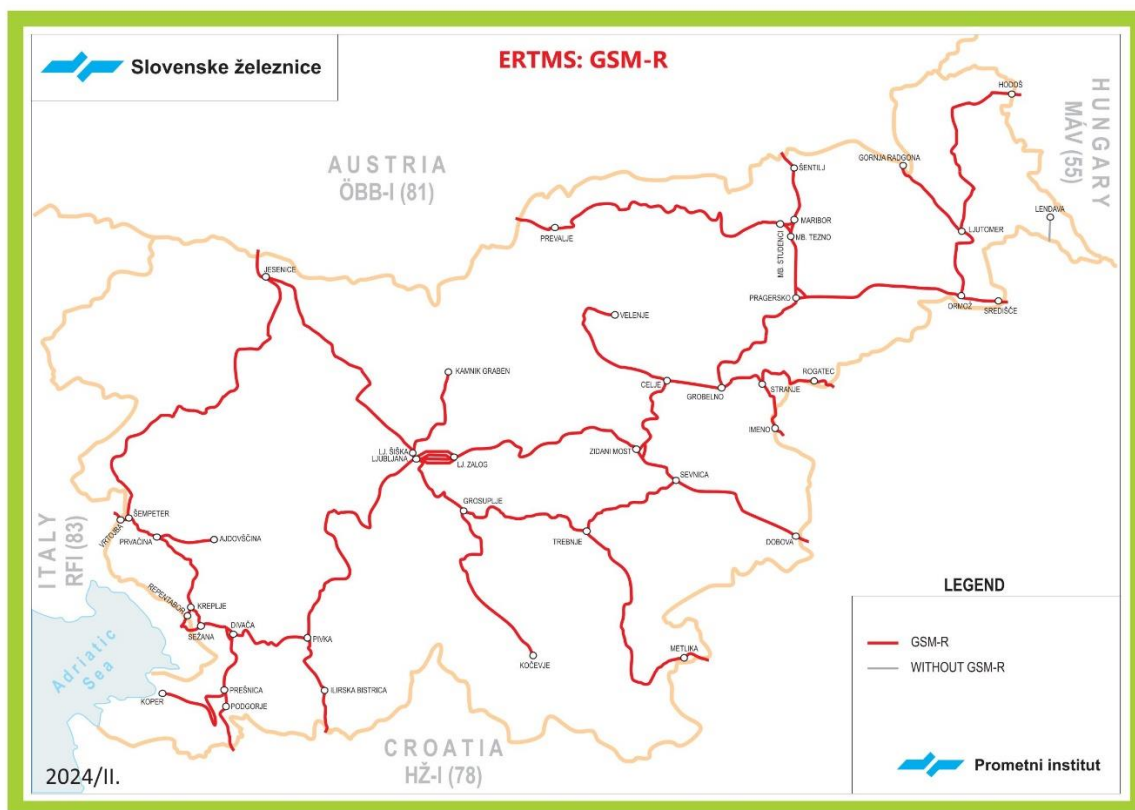 Slovenske železnice
ERTMS: GSM-R
AUSTRIA
ÖBB-I (81)
HUNGARY
MÁV (55)
ITALY
RFI (83)
CROATIA
HŽ-I (78)
Adriatic
Sea
HODOŠ
GORNJA RADGONA
ŠENTILJ
LENDAVA
MARIBOR
PREVALJE
MB. TEZNO
MB. STUDENCI
LJUTOMER
JESENICE
PRAGERSKO
ORMOŽ
SREDIŠČE
VELENJE
KAMNIK GRABEN
CELJE
GROBELNO
ROGATEC
STRANJE
IMENO
LJ. ŠIŠKA
LJUBLJANA
LJ. ZALOG
ZIDANI MOST
SEVNICA
GROSUPLJE
ŠEMPETER
VRTOJBA
PRVAČINA
AJDOVŠČINA
TREBNJE
DOBOVA
REPENTABOR
KREPLJE
SEŽANA
DIVAČA
PIVKA
KOČEVJE
METLIKA
PREŠNICA
KOPER
PODGORJE
ILIRSKA BISTRICA
LEGEND
GSM-R
WITHOUT GSM-R
2024/II.
Prometni institut